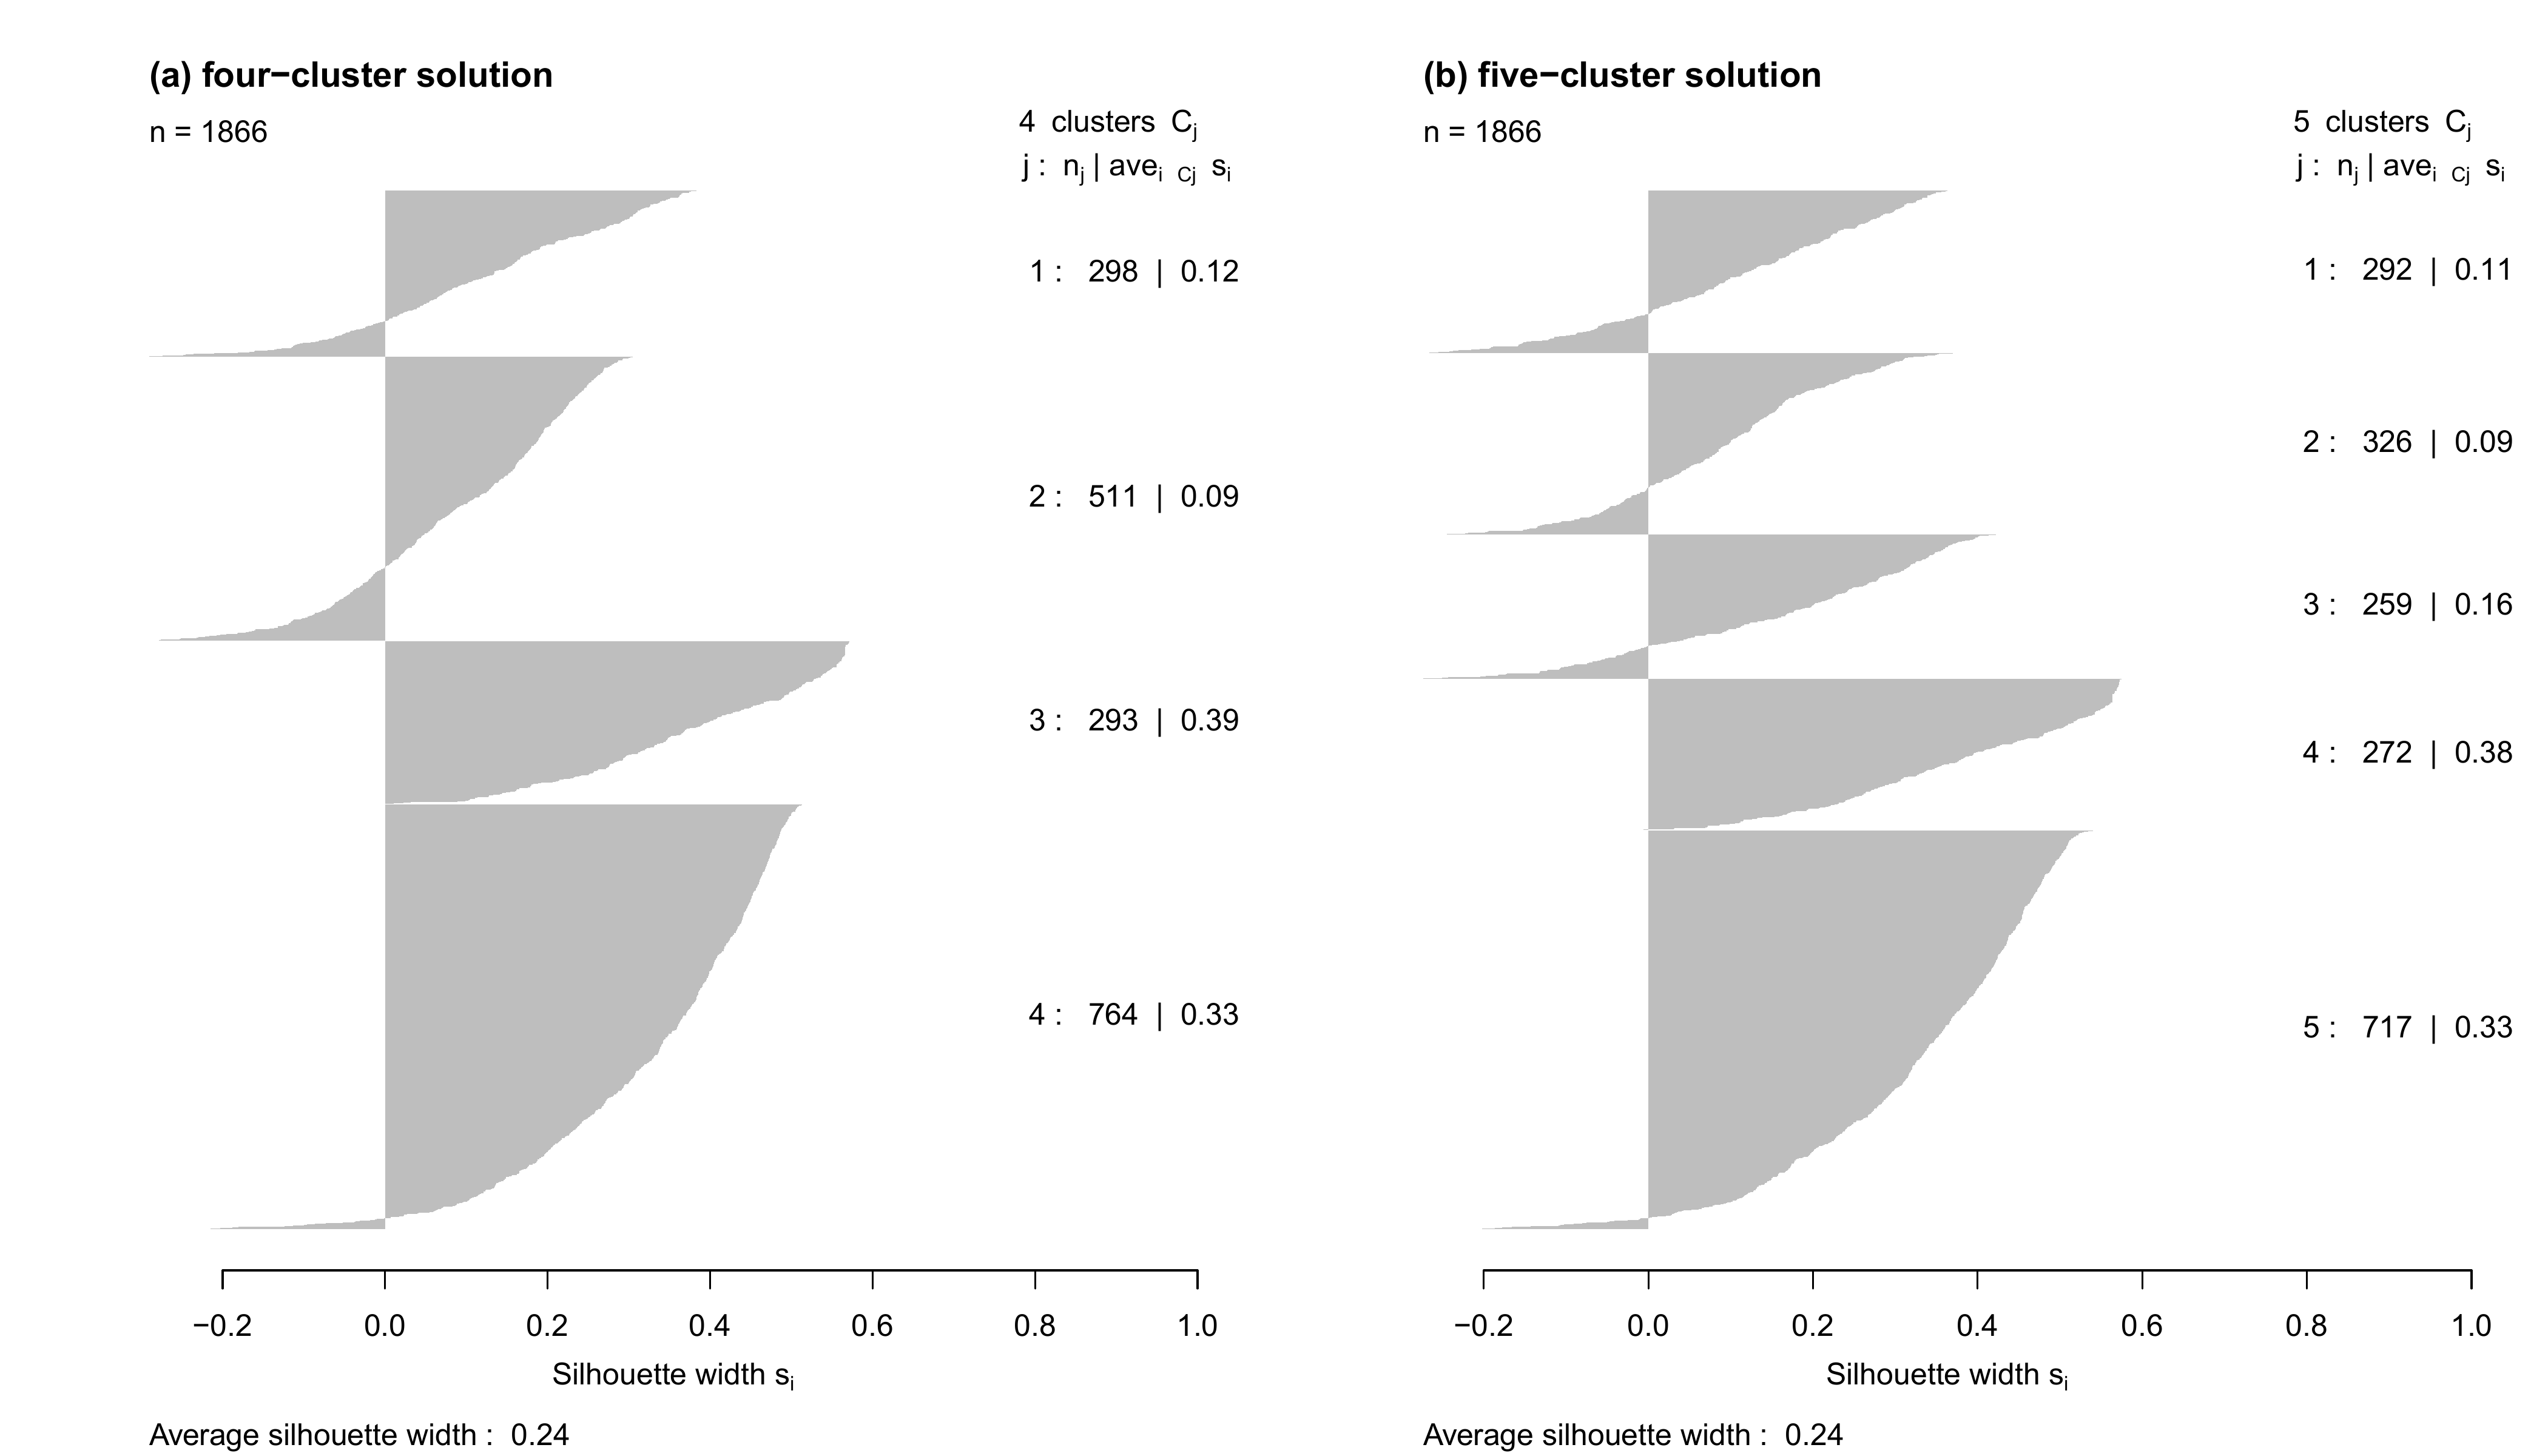 (a) four−cluster solution
n = 1866
4 clusters Cj
j : nj | avei Cj si
1 : 298 | 0.12
2 : 511 | 0.09
3 : 293 | 0.39
4 : 764 | 0.33
−0.2 0.0 0.2 0.4 0.6 0.8 1.0
Silhouette width si
Average silhouette width : 0.24
(b) five−cluster solution
n = 1866
5 clusters Cj
j : nj | avei Cj si
1 : 292 | 0.11
2 : 326 | 0.09
3 : 259 | 0.16
4 : 272 | 0.38
5 : 717 | 0.33
−0.2 0.0 0.2 0.4 0.6 0.8 1.0
Silhouette width si
Average silhouette width : 0.24